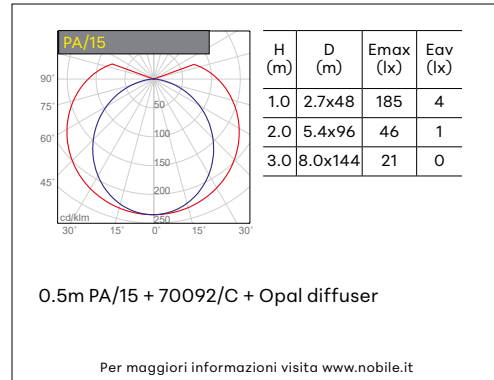 PA/15
90°
75°
60°
45°
30° 15° 0° 15° 30°
50
100
150
200
250
cd/klm
H (m) D (m) Emax (lx) Eav (lx)
1.0 2.7x48 185 4
2.0 5.4x96 46 1
3.0 8.0x144 21 0
0.5m PA/15 + 70092/C + Opal diffuser
Per maggiori informazioni visita www.nobile.it